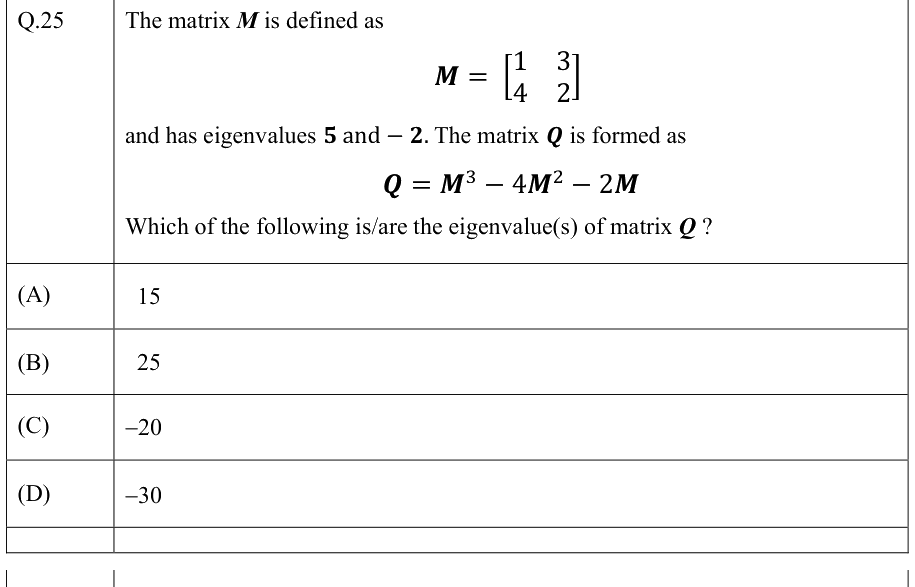 Q.25 The matrix M is defined as
M = [1 3
4 2]
and has eigenvalues 5 and – 2. The matrix Q is formed as
Q = M³ − 4M² − 2M
Which of the following is/are the eigenvalue(s) of matrix Q ?
(A) 15
(B) 25
(C) –20
(D) –30